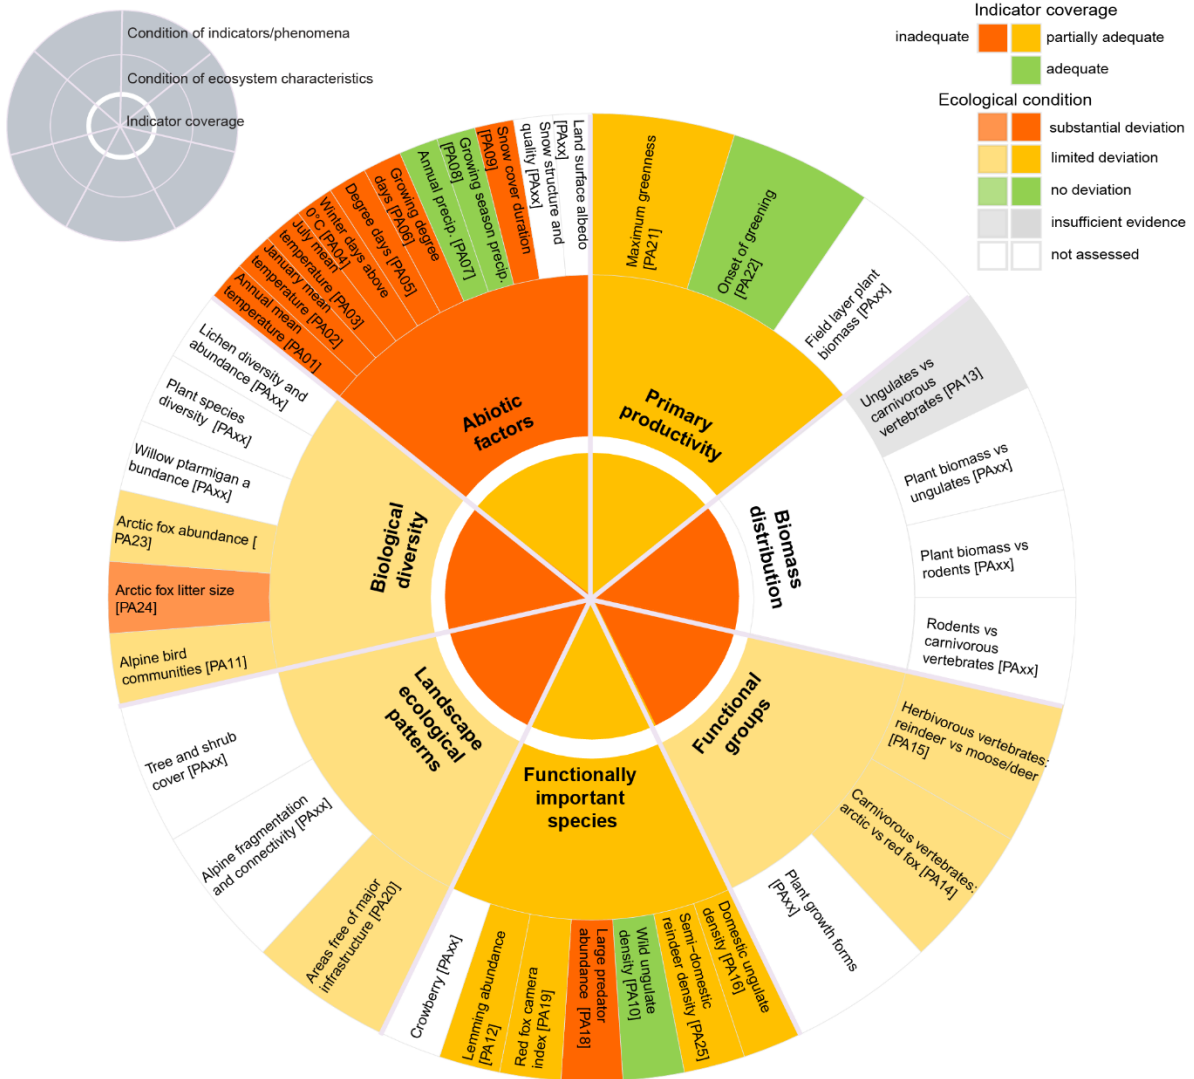 Condition of indicators/phenomena
Condition of ecosystem characteristics
Indicator coverage
Indicator coverage
inadequate
partially adequate
adequate
Ecological condition
substantial deviation
limited deviation
no deviation
insufficient evidence
not assessed
Annual mean
temperature [PA01]
January mean
temperature [PA02]
July mean
temperature [PA03]
Winter days above
0°C [PA04]
Degree days [PA05]
Growing degree
days [PA06]
Annual precip. [PA07]
Growing season precip.
[PA08]
Snow cover duration
[PA09]
Snow structure and
quality [PAxx]
Land surface albedo
[PAxx]
Maximum greenness
[PA21]
Onset of greening
[PA22]
Field layer plant
biomass [PAxx]
Ungulates vs
carnivorous
vertebrates [PA13]
Plant biomass vs
ungulates [PAxx]
Plant biomass vs
rodents [PAxx]
Rodents vs
carnivorous
vertebrates [PAxx]
Herbivorous vertebrates:
reindeer vs moose/deer
[PA15]
Carnivorous vertebrates:
arctic vs red fox [PA14]
Plant growth forms
[PAxx]
Domestic ungulate
density [PA16]
Semi−domestic
reindeer density [PA25]
Wild ungulate
density [PA10]
Large predator
abundance [PA18]
Red fox camera
index [PA19]
Lemming abundance
[PA12]
Crowberry [PAxx]
Areas free of major
infrastructure [PA20]
Alpine fragmentation
and connectivity [PAxx]
Tree and shrub
cover [PAxx]
Alpine bird
communities [PA11]
Arctic fox litter size
[PA24]
Arctic fox abundance [
PA23]
Willow ptarmigan a
bundance [PAxx]
Plant species
diversity [PAxx]
Lichen diversity and
abundance [PAxx]
Abiotic
factors
Primary
productivity
Biomass
distribution
Functional
groups
Functionally
important
species
Landscape
ecological
patterns
Biological
diversity